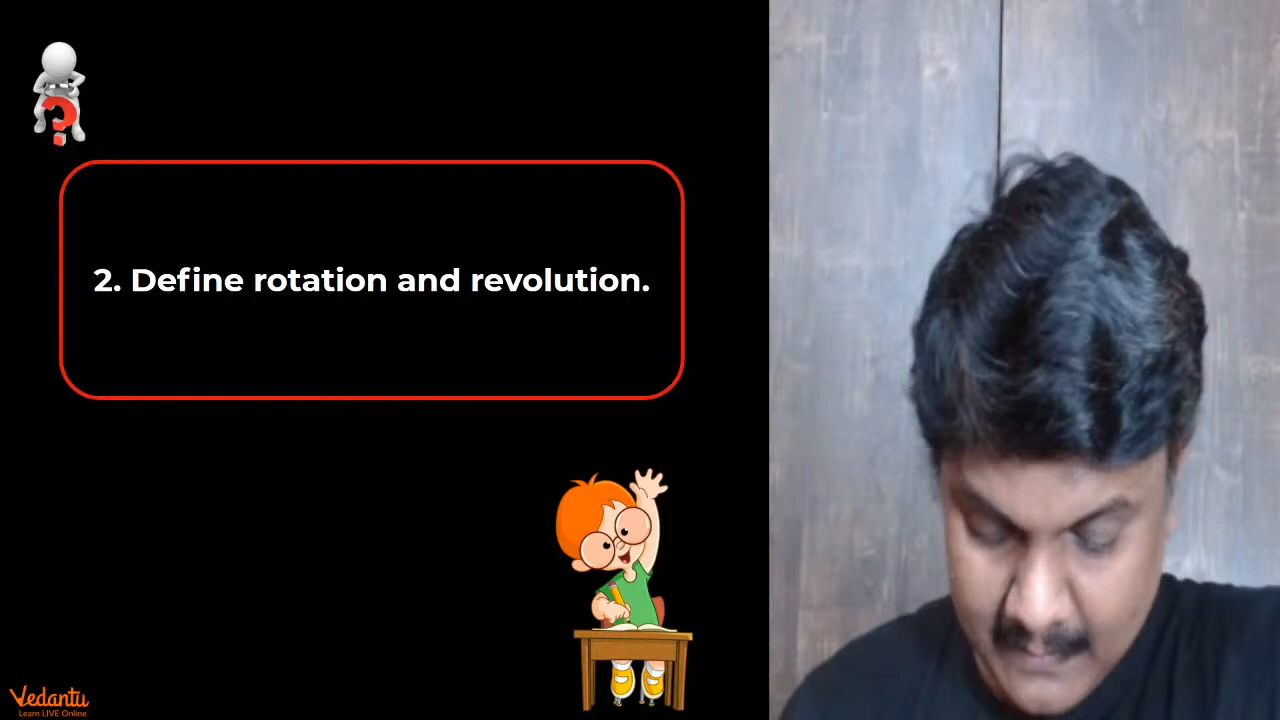 2. Define rotation and revolution.
Vedantu
Learn LIVE Online